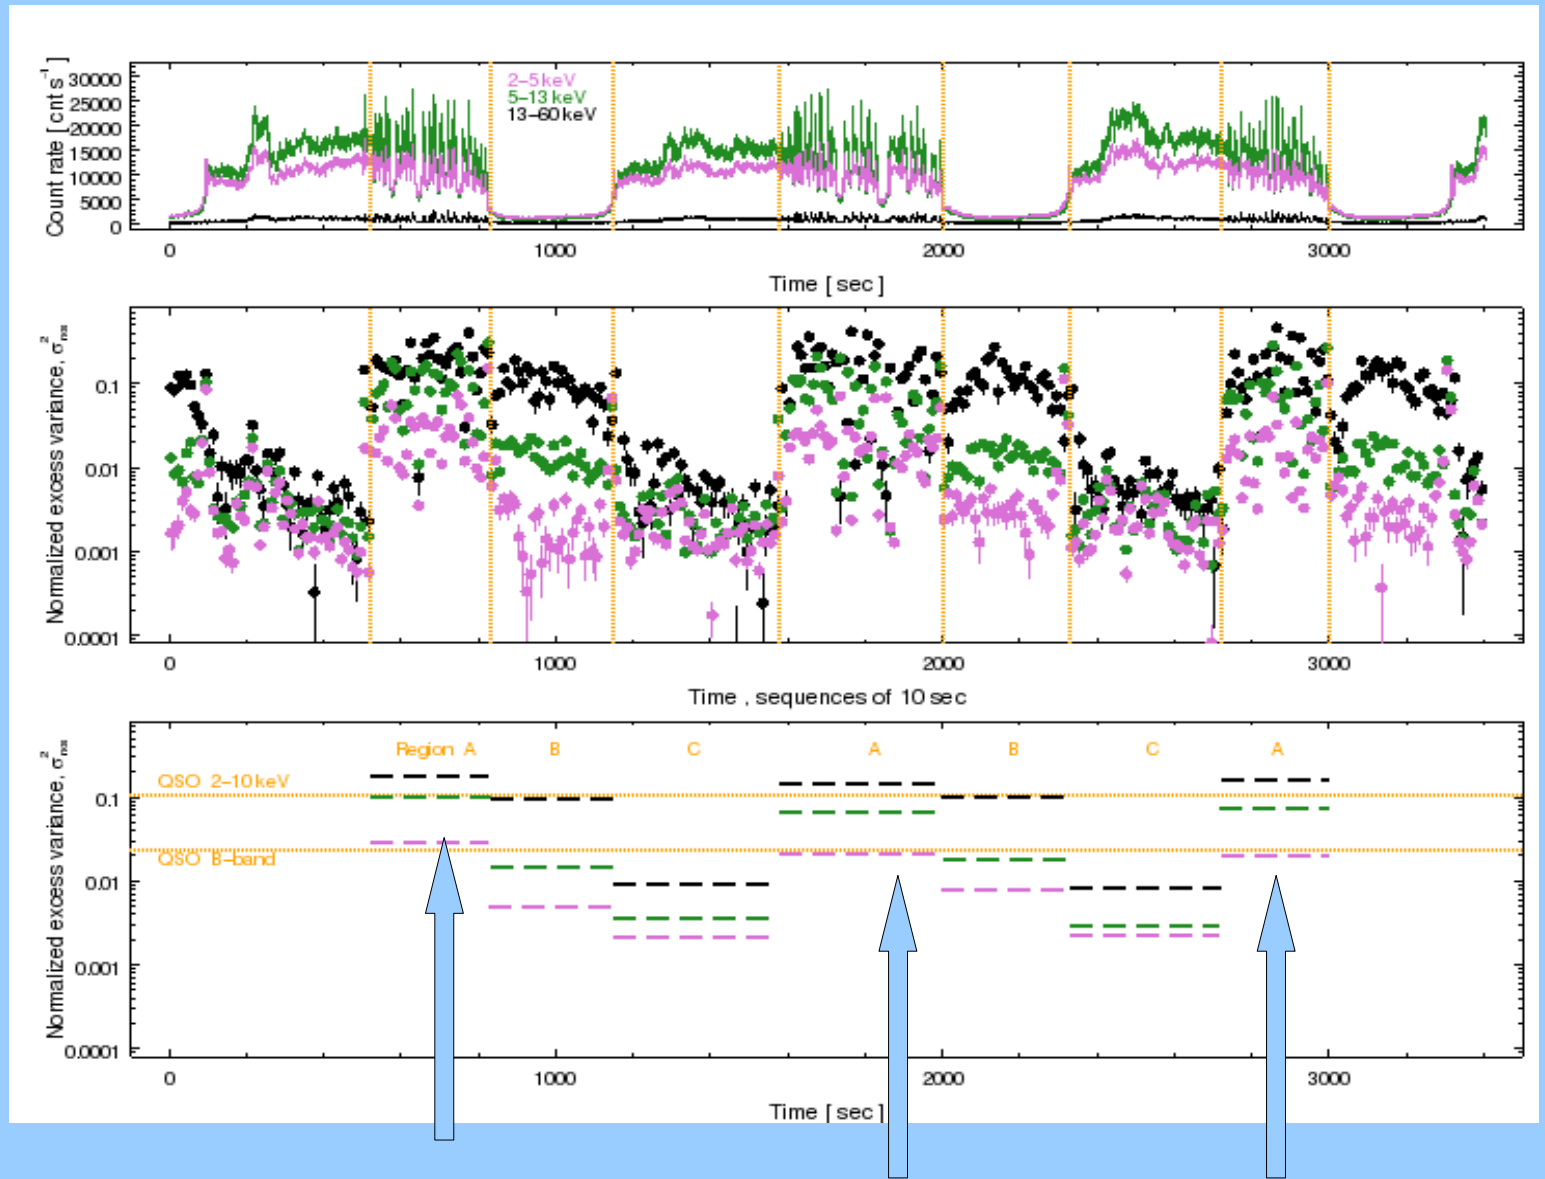 Count rate [ cnt s⁻¹ ]
30000
25000
20000
15000
10000
5000
0
2–5 keV
5–13 keV
13–60 keV
0 1000 2000 3000
Time [ sec ]
Normalized excess variance, σ²nxs
0.1
0.01
0.001
0.0001
0 1000 2000 3000
Time , sequences of 10 sec
Normalized excess variance, σ²nxs
Region A B C A B C A
QSO 2–10 keV
0.1
QSO B–band
0.01
0.001
0.0001
0 1000 2000 3000
Time [ sec ]